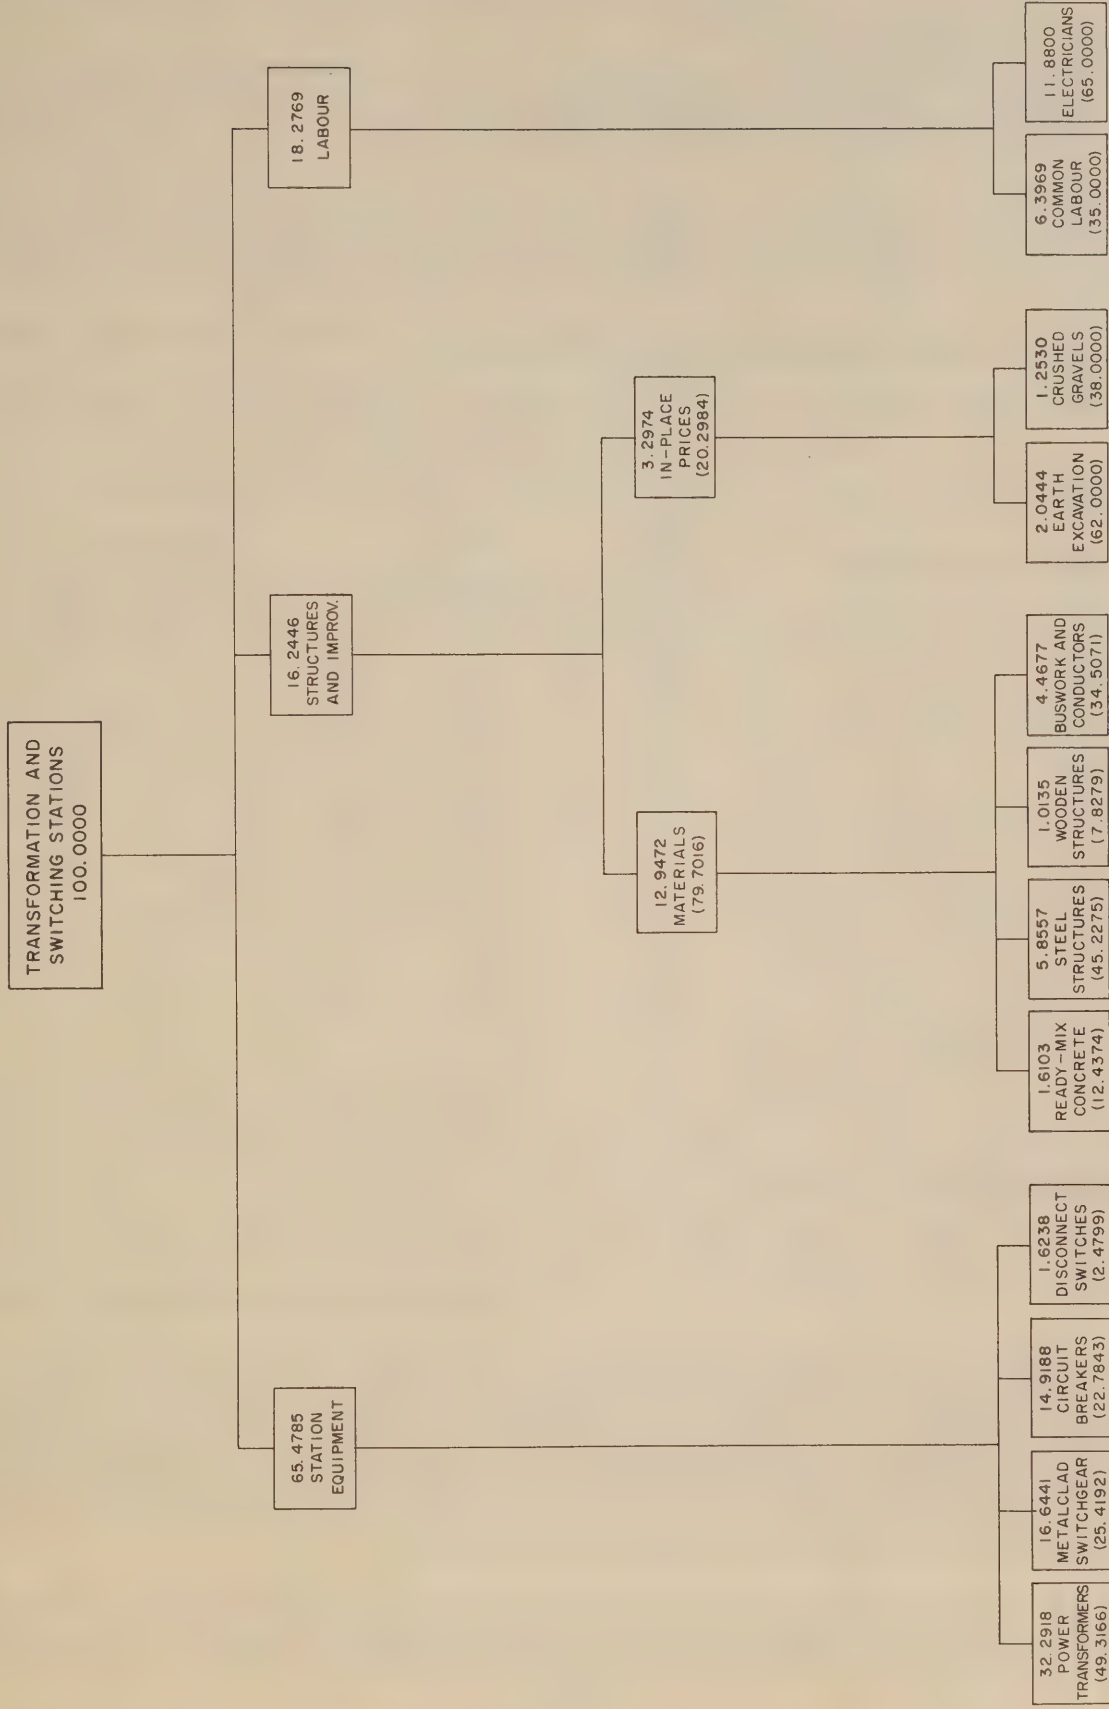 TRANSFORMATION AND
SWITCHING STATIONS
100.0000
65.4785
STATION
EQUIPMENT
16.2446
STRUCTURES
AND IMPROV.
18.2769
LABOUR
12.9472
MATERIALS
(79.7016)
3.2974
IN-PLACE
PRICES
(20.2984)
32.2918
POWER
TRANSFORMERS
(49.3166)
16.6441
METALCLAD
SWITCHGEAR
(25.4192)
14.9188
CIRCUIT
BREAKERS
(22.7843)
1.6238
DISCONNECT
SWITCHES
(2.4799)
1.6103
READY-MIX
CONCRETE
(12.4374)
5.8557
STEEL
STRUCTURES
(45.2275)
1.0135
WOODEN
STRUCTURES
(7.8279)
4.4677
BUSWORK AND
CONDUCTORS
(34.5071)
2.0444
EARTH
EXCAVATION
(62.0000)
1.2530
CRUSHED
GRAVELS
(38.0000)
6.3969
COMMON
LABOUR
(35.0000)
11.8800
ELECTRICIANS
(65.0000)